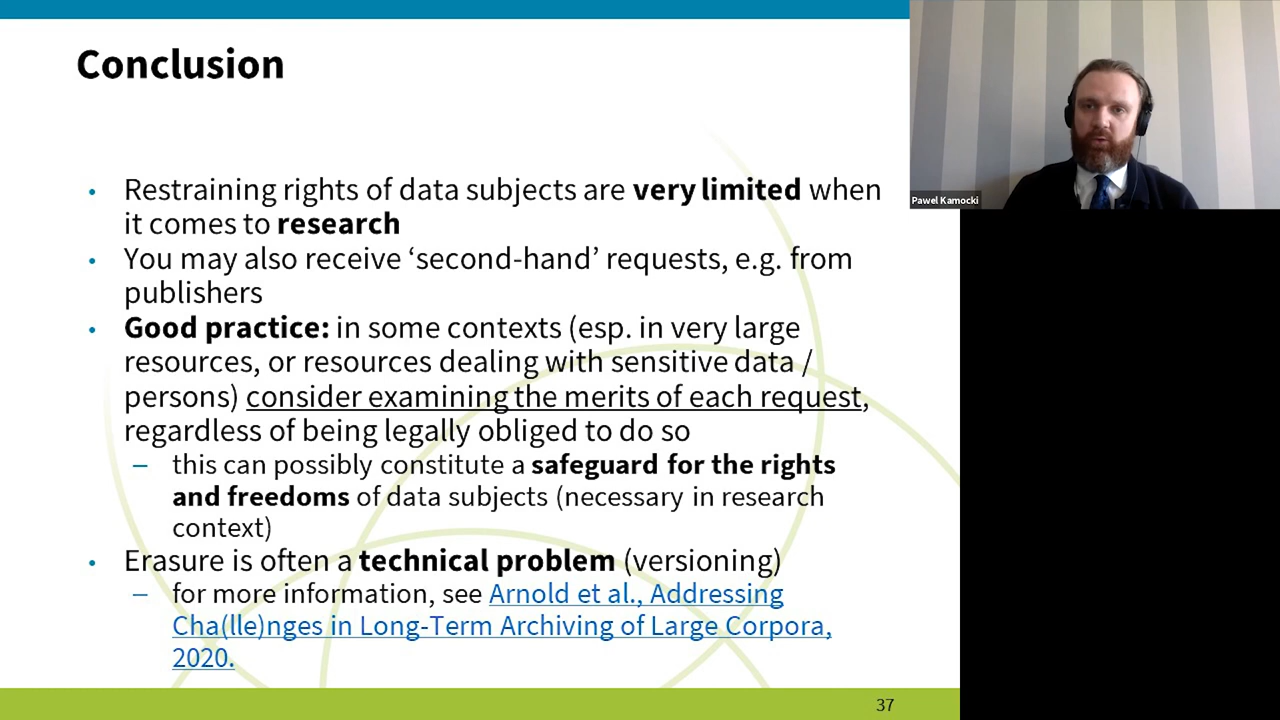 Conclusion
Restraining rights of data subjects are very limited when
it comes to research
You may also receive ‘second-hand’ requests, e.g. from
publishers
Good practice: in some contexts (esp. in very large
resources, or resources dealing with sensitive data /
persons) consider examining the merits of each request,
regardless of being legally obliged to do so
– this can possibly constitute a safeguard for the rights
and freedoms of data subjects (necessary in research
context)
Erasure is often a technical problem (versioning)
– for more information, see Arnold et al., Addressing
Cha(lle)nges in Long-Term Archiving of Large Corpora,
2020.
37
Pawel Kamocki